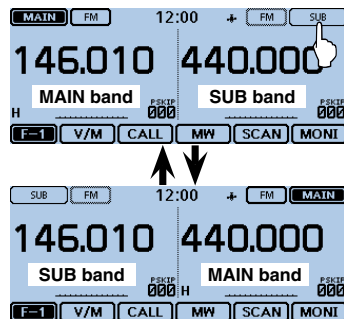 MAIN FM 12:00 FM SUB
146.010 440.000
MAIN band SUB band
H PSKIP 000 PSKIP 000
F-1 V/M CALL MW SCAN MONI
SUB FM 12:00 FM MAIN
146.010 440.000
SUB band MAIN band
PSKIP 000 H PSKIP 000
F-1 V/M CALL MW SCAN MONI